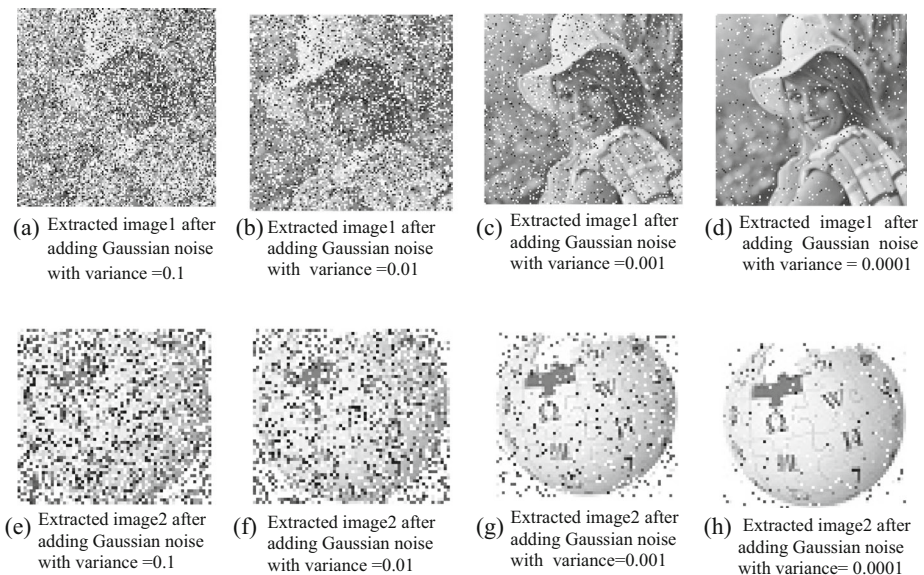 (a) Extracted image1 after
adding Gaussian noise
with variance =0.1
(b) Extracted image1 after
adding Gaussian noise
with variance =0.01
(c) Extracted image1 after
adding Gaussian noise
with variance=0.001
(d) Extracted image1 after
adding Gaussian noise
with variance = 0.0001
Ω W
И
(e) Extracted image2 after
adding Gaussian noise
with variance =0.1
(f) Extracted image2 after
adding Gaussian noise
with variance =0.01
(g) Extracted image2 after
adding Gaussian noise
with variance=0.001
(h) Extracted image2 after
adding Gaussian noise
with variance= 0.0001